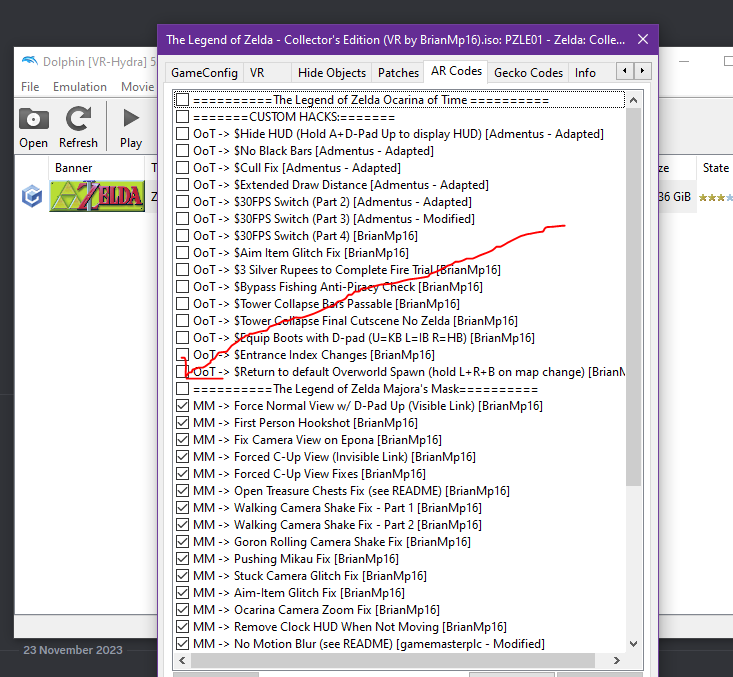 The Legend of Zelda - Collector's Edition (VR by BrianMp16).iso: PZLE01 - Zelda: Colle...
Dolphin [VR-Hydra] 5
File Emulation Movie
Open Refresh Play
Banner T
ze State
ZELDA Z
36 GiB
GameConfig VR Hide Objects Patches AR Codes Gecko Codes Info
==========The Legend of Zelda Ocarina of Time ==========
=======CUSTOM HACKS:=======
OoT -> $Hide HUD (Hold A+D-Pad Up to display HUD) [Admentus - Adapted]
OoT -> $No Black Bars [Admentus - Adapted]
OoT -> $Cull Fix [Admentus - Adapted]
OoT -> $Extended Draw Distance [Admentus - Adapted]
OoT -> $30FPS Switch (Part 2) [Admentus - Adapted]
OoT -> $30FPS Switch (Part 3) [Admentus - Modified]
OoT -> $30FPS Switch (Part 4) [BrianMp16]
OoT -> $Aim Item Glitch Fix [BrianMp16]
OoT -> $3 Silver Rupees to Complete Fire Trial [BrianMp16]
OoT -> $Bypass Fishing Anti-Piracy Check [BrianMp16]
OoT -> $Tower Collapse Bars Passable [BrianMp16]
OoT -> $Tower Collapse Final Cutscene No Zelda [BrianMp16]
OoT -> $Equip Boots with D-pad (U=KB L=IB R=HB) [BrianMp16]
OoT -> $Entrance Index Changes [BrianMp16]
OoT -> $Return to default Overworld Spawn (hold L+R+B on map change) [BrianM
==========The Legend of Zelda Majora's Mask==========
MM -> Force Normal View w/ D-Pad Up (Visible Link) [BrianMp16]
MM -> First Person Hookshot [BrianMp16]
MM -> Fix Camera View on Epona [BrianMp16]
MM -> Forced C-Up View (Invisible Link) [BrianMp16]
MM -> Forced C-Up View Fixes [BrianMp16]
MM -> Open Treasure Chests Fix (see README) [BrianMp16]
MM -> Walking Camera Shake Fix - Part 1 [BrianMp16]
MM -> Walking Camera Shake Fix - Part 2 [BrianMp16]
MM -> Goron Rolling Camera Shake Fix [BrianMp16]
MM -> Pushing Mikau Fix [BrianMp16]
MM -> Stuck Camera Glitch Fix [BrianMp16]
MM -> Aim-Item Glitch Fix [BrianMp16]
MM -> Ocarina Camera Zoom Fix [BrianMp16]
MM -> Remove Clock HUD When Not Moving [BrianMp16]
MM -> No Motion Blur (see README) [gamemasterplc - Modified]
23 November 2023